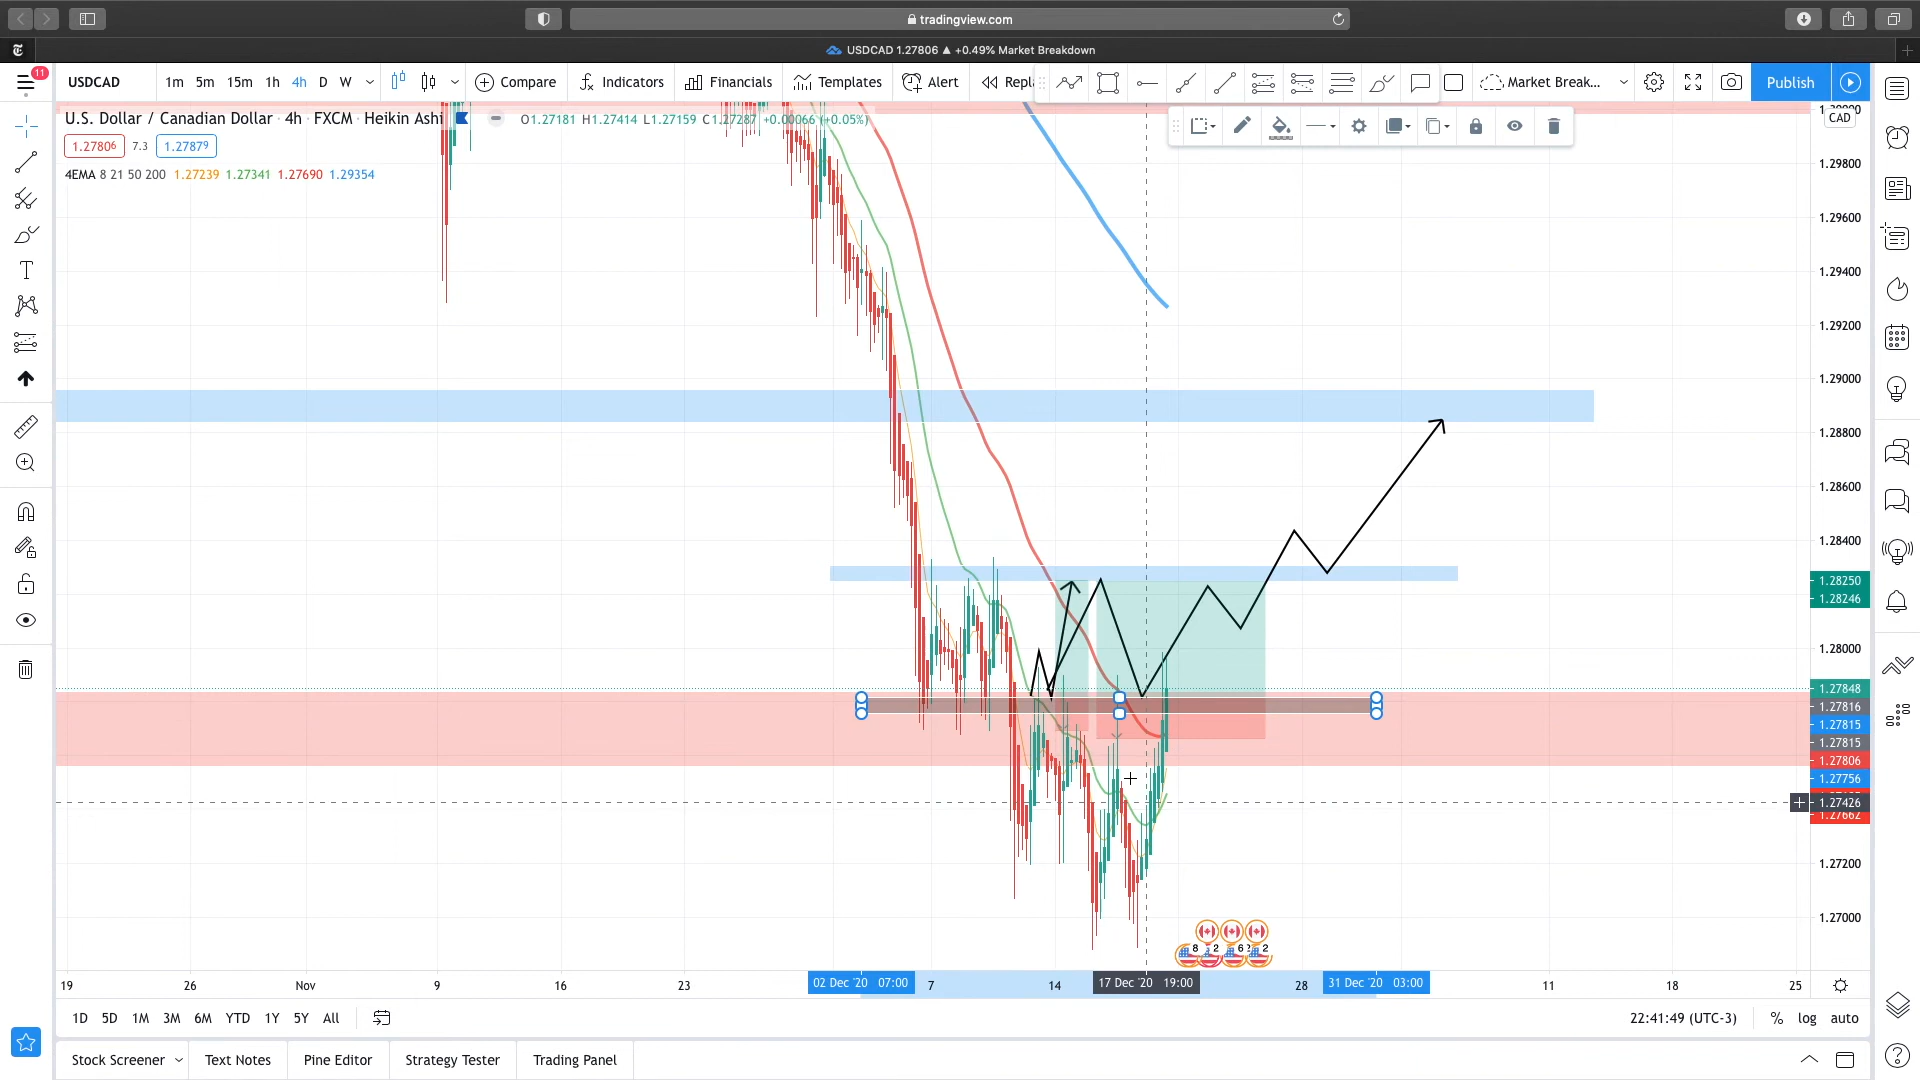 tradingview.com
USDCAD 1.27806 ▲ +0.49% Market Breakdown
11
USDCAD 1m 5m 15m 1h 4h D W Compare Indicators Financials Templates Alert Market Break... Publish
U.S. Dollar / Canadian Dollar · 4h · FXCM · Heikin Ashi O1.27181 H1.27414 L1.27159 C1.27287 +0.00066 (+0.05%)
CAD
1.27806 7.3 1.27879
4EMA 8 21 50 200 1.27239 1.27341 1.27690 1.29354
1.29800
1.29600
1.29400
1.29200
1.29000
1.28800
1.28600
1.28400
1.28250
1.28246
1.28000
1.27848
1.27816
1.27815
1.27815
1.27806
1.27756
1.27426
1.27662
1.27200
1.27000
8 2 6 2
19 26 Nov 9 16 23 02 Dec '20 07:00 7 14 17 Dec '20 19:00 28 31 Dec '20 03:00 11 18 25
1D 5D 1M 3M 6M YTD 1Y 5Y All 22:41:49 (UTC-3) % log auto
Stock Screener Text Notes Pine Editor Strategy Tester Trading Panel